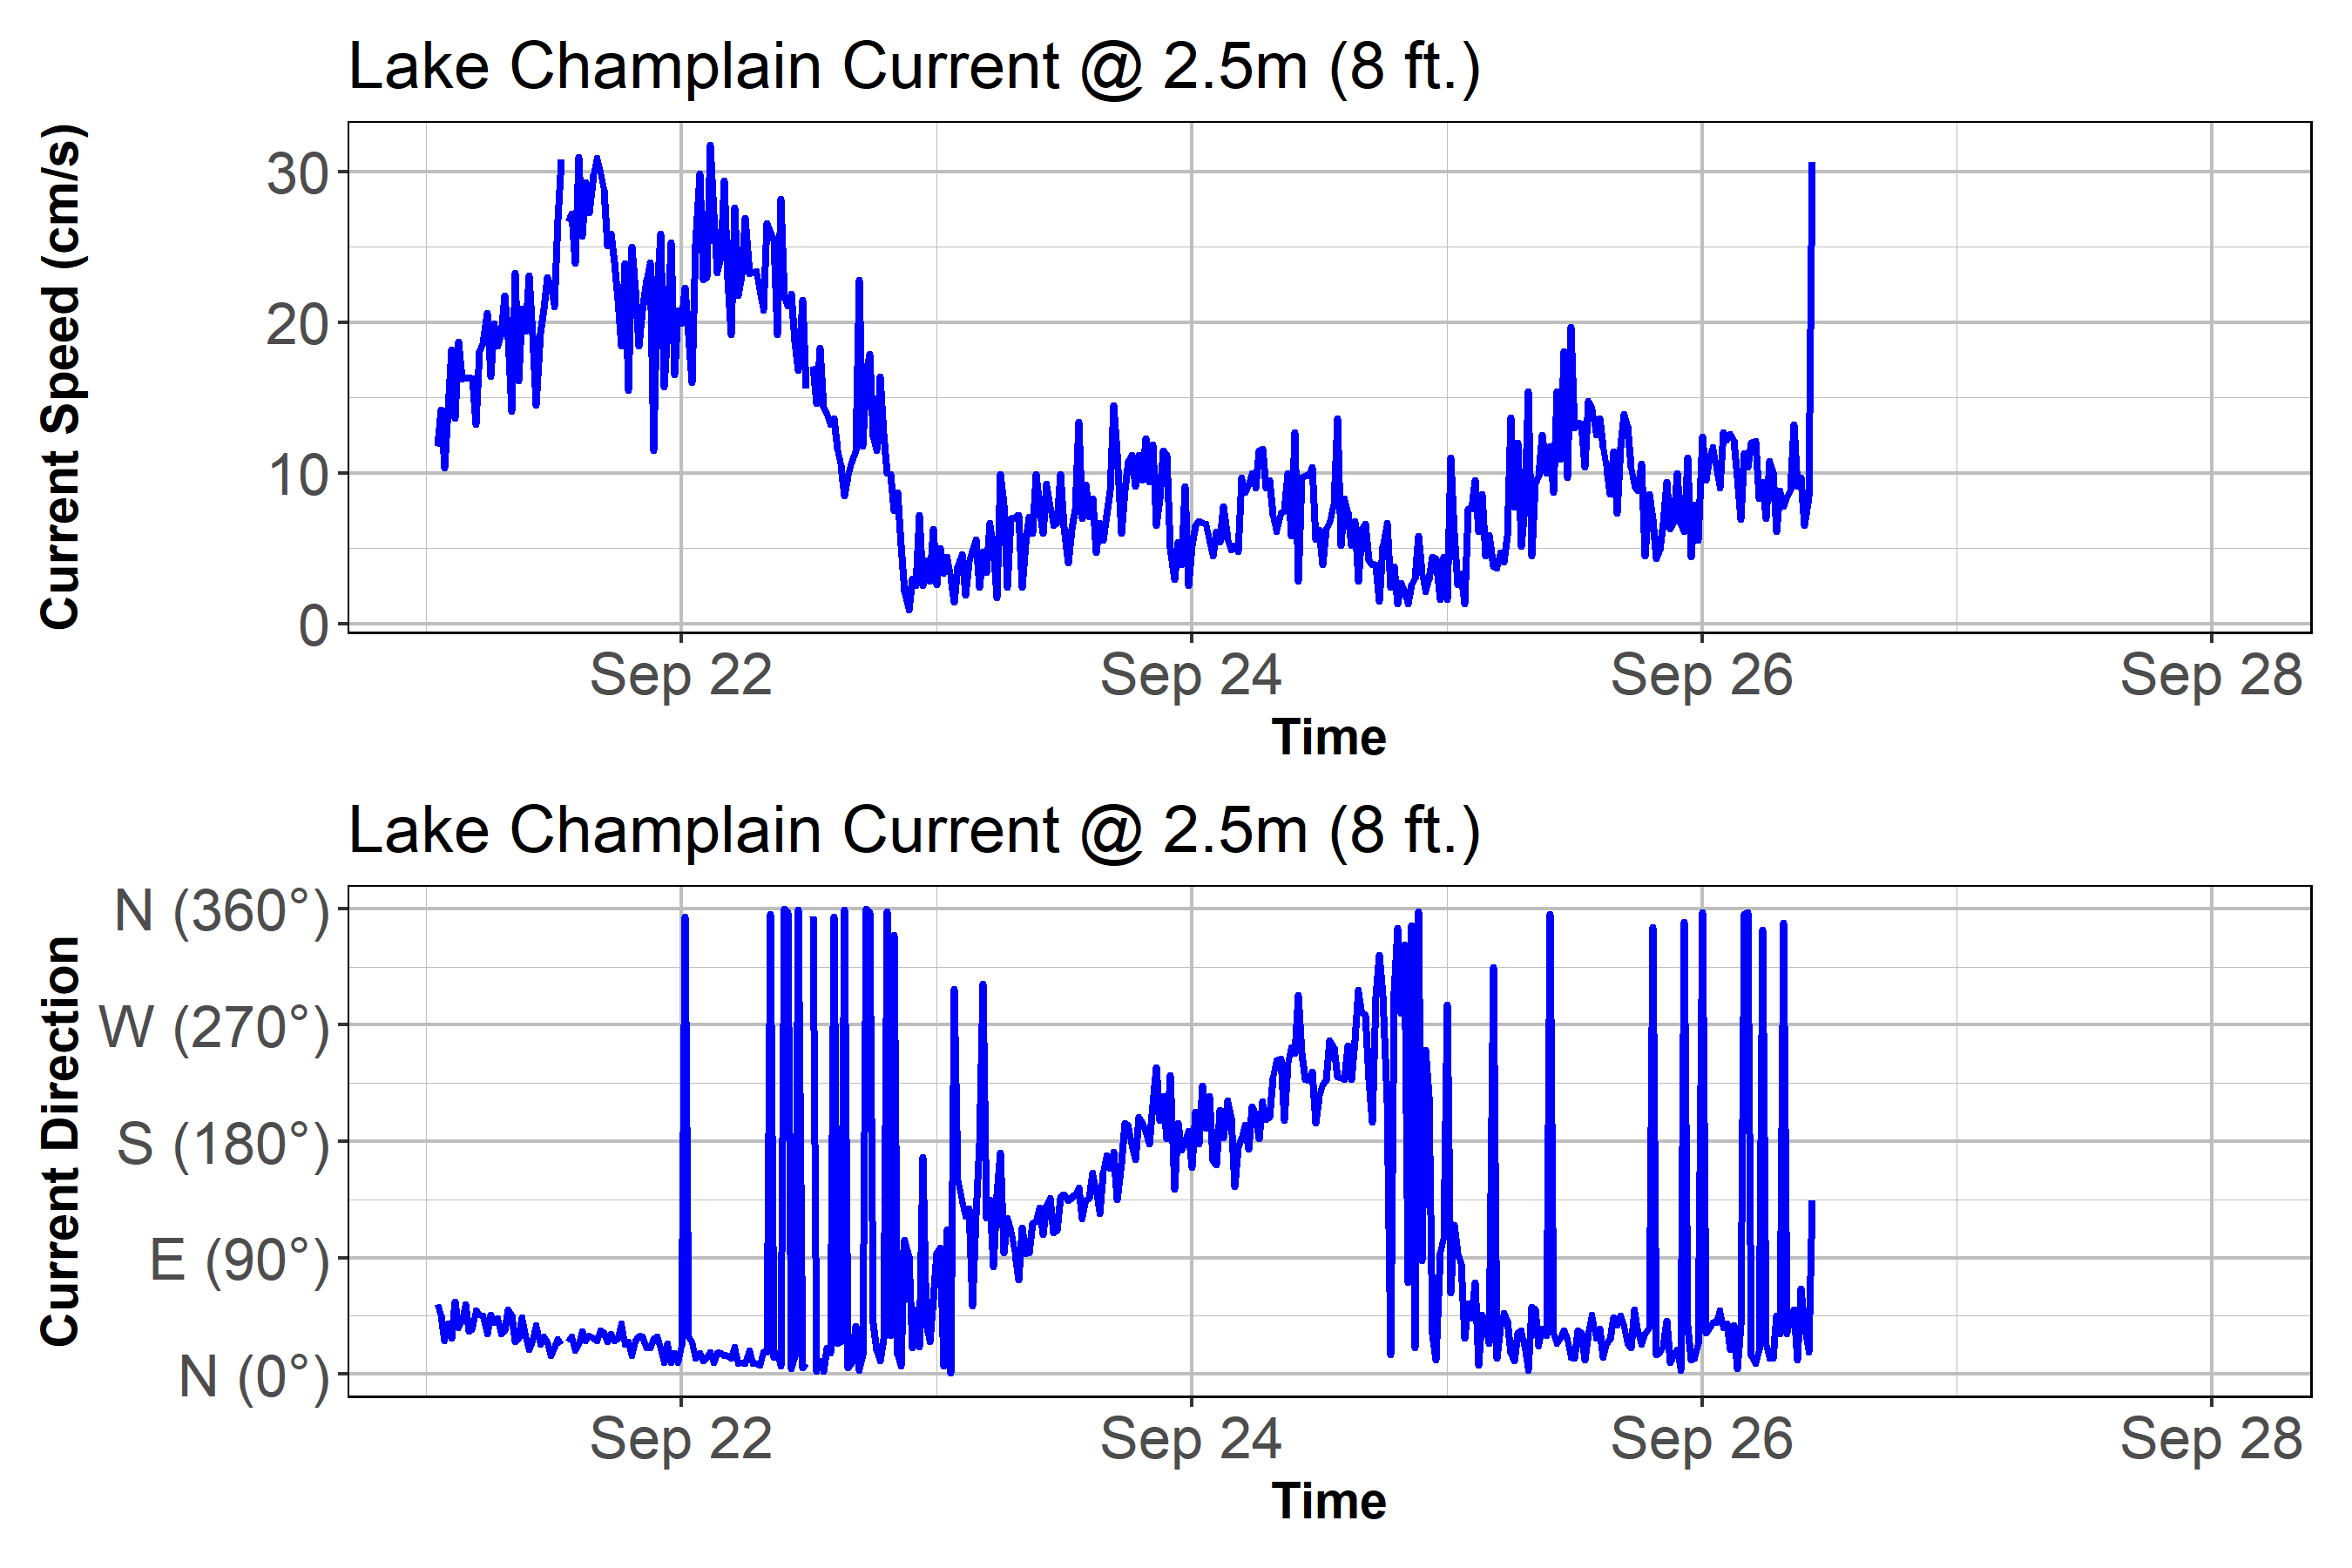 Lake Champlain Current @ 2.5m (8 ft.)
Current Speed (cm/s)
30
20
10
0
Sep 22 Sep 24 Sep 26 Sep 28
Time
Lake Champlain Current @ 2.5m (8 ft.)
Current Direction
N (360°)
W (270°)
S (180°)
E (90°)
N (0°)
Sep 22 Sep 24 Sep 26 Sep 28
Time